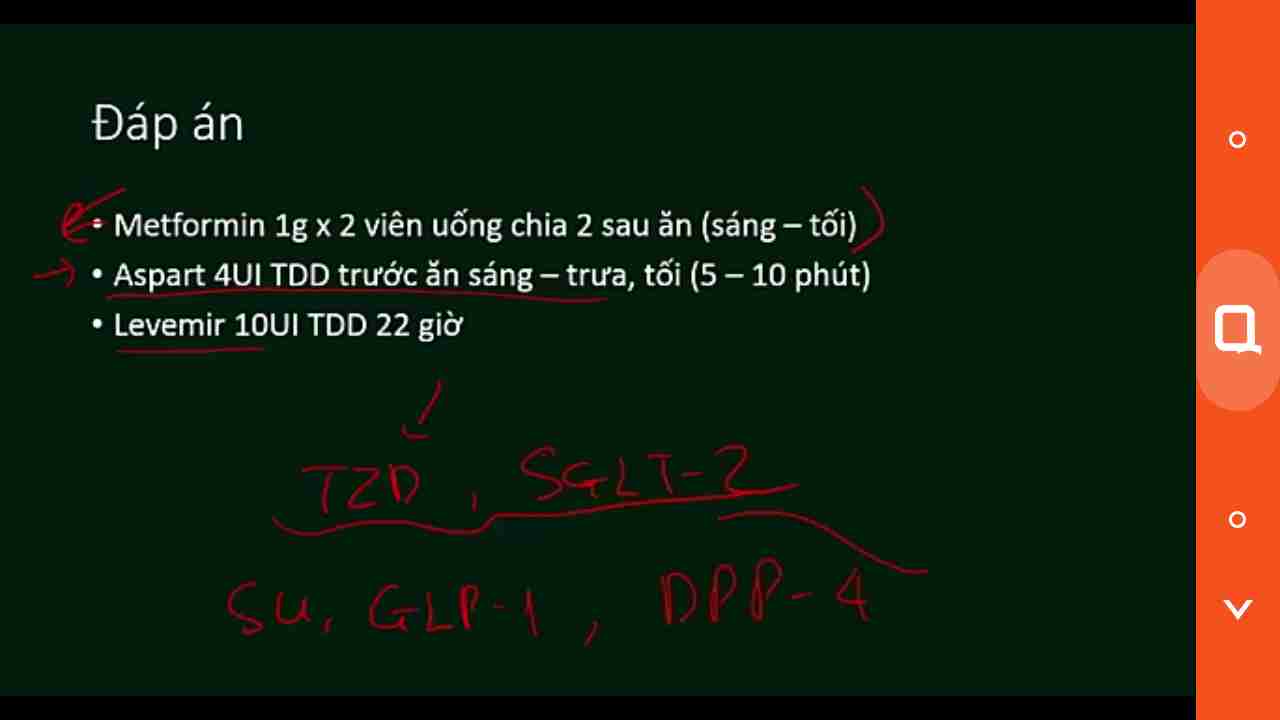 Đáp án
• Metformin 1g x 2 viên uống chia 2 sau ăn (sáng – tối)
• Aspart 4UI TDD trước ăn sáng – trưa, tối (5 – 10 phút)
• Levemir 10UI TDD 22 giờ
TZD, SGLT-2
SU, GLP-1, DPP-4